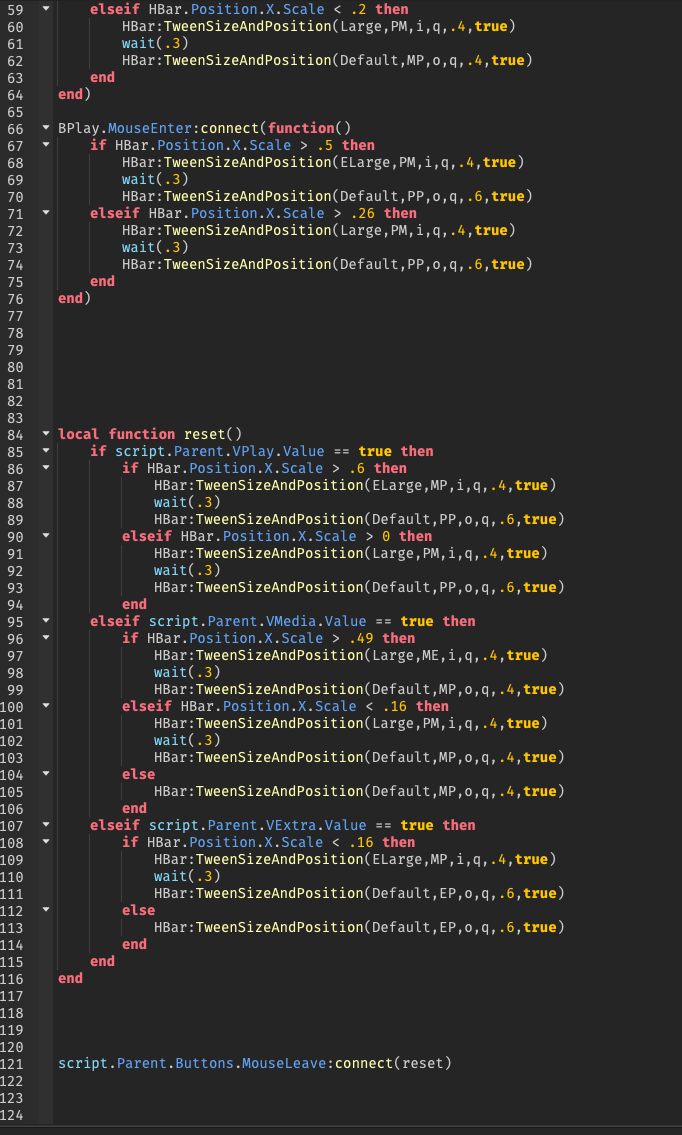 59 elseif HBar.Position.X.Scale < .2 then
60 HBar:TweenSizeAndPosition(Large,PM,i,q,.4,true)
61 wait(.3)
62 HBar:TweenSizeAndPosition(Default,MP,o,q,.4,true)
63 end
64 end)
65
66 BPlay.MouseEnter:connect(function()
67 if HBar.Position.X.Scale > .5 then
68 HBar:TweenSizeAndPosition(ELarge,PM,i,q,.4,true)
69 wait(.3)
70 HBar:TweenSizeAndPosition(Default,PP,o,q,.6,true)
71 elseif HBar.Position.X.Scale > .26 then
72 HBar:TweenSizeAndPosition(Large,PM,i,q,.4,true)
73 wait(.3)
74 HBar:TweenSizeAndPosition(Default,PP,o,q,.6,true)
75 end
76 end)
77
78
79
80
81
82
83
84 local function reset()
85 if script.Parent.VPlay.Value == true then
86 if HBar.Position.X.Scale > .6 then
87 HBar:TweenSizeAndPosition(ELarge,MP,i,q,.4,true)
88 wait(.3)
89 HBar:TweenSizeAndPosition(Default,PP,o,q,.6,true)
90 elseif HBar.Position.X.Scale > 0 then
91 HBar:TweenSizeAndPosition(Large,PM,i,q,.4,true)
92 wait(.3)
93 HBar:TweenSizeAndPosition(Default,PP,o,q,.6,true)
94 end
95 elseif script.Parent.VMedia.Value == true then
96 if HBar.Position.X.Scale > .49 then
97 HBar:TweenSizeAndPosition(Large,ME,i,q,.4,true)
98 wait(.3)
99 HBar:TweenSizeAndPosition(Default,MP,o,q,.4,true)
100 elseif HBar.Position.X.Scale < .16 then
101 HBar:TweenSizeAndPosition(Large,PM,i,q,.4,true)
102 wait(.3)
103 HBar:TweenSizeAndPosition(Default,MP,o,q,.4,true)
104 else
105 HBar:TweenSizeAndPosition(Default,MP,o,q,.4,true)
106 end
107 elseif script.Parent.VExtra.Value == true then
108 if HBar.Position.X.Scale < .16 then
109 HBar:TweenSizeAndPosition(ELarge,MP,i,q,.4,true)
110 wait(.3)
111 HBar:TweenSizeAndPosition(Default,EP,o,q,.6,true)
112 else
113 HBar:TweenSizeAndPosition(Default,EP,o,q,.6,true)
114 end
115 end
116 end
117
118
119
120
121 script.Parent.Buttons.MouseLeave:connect(reset)
122
123
124